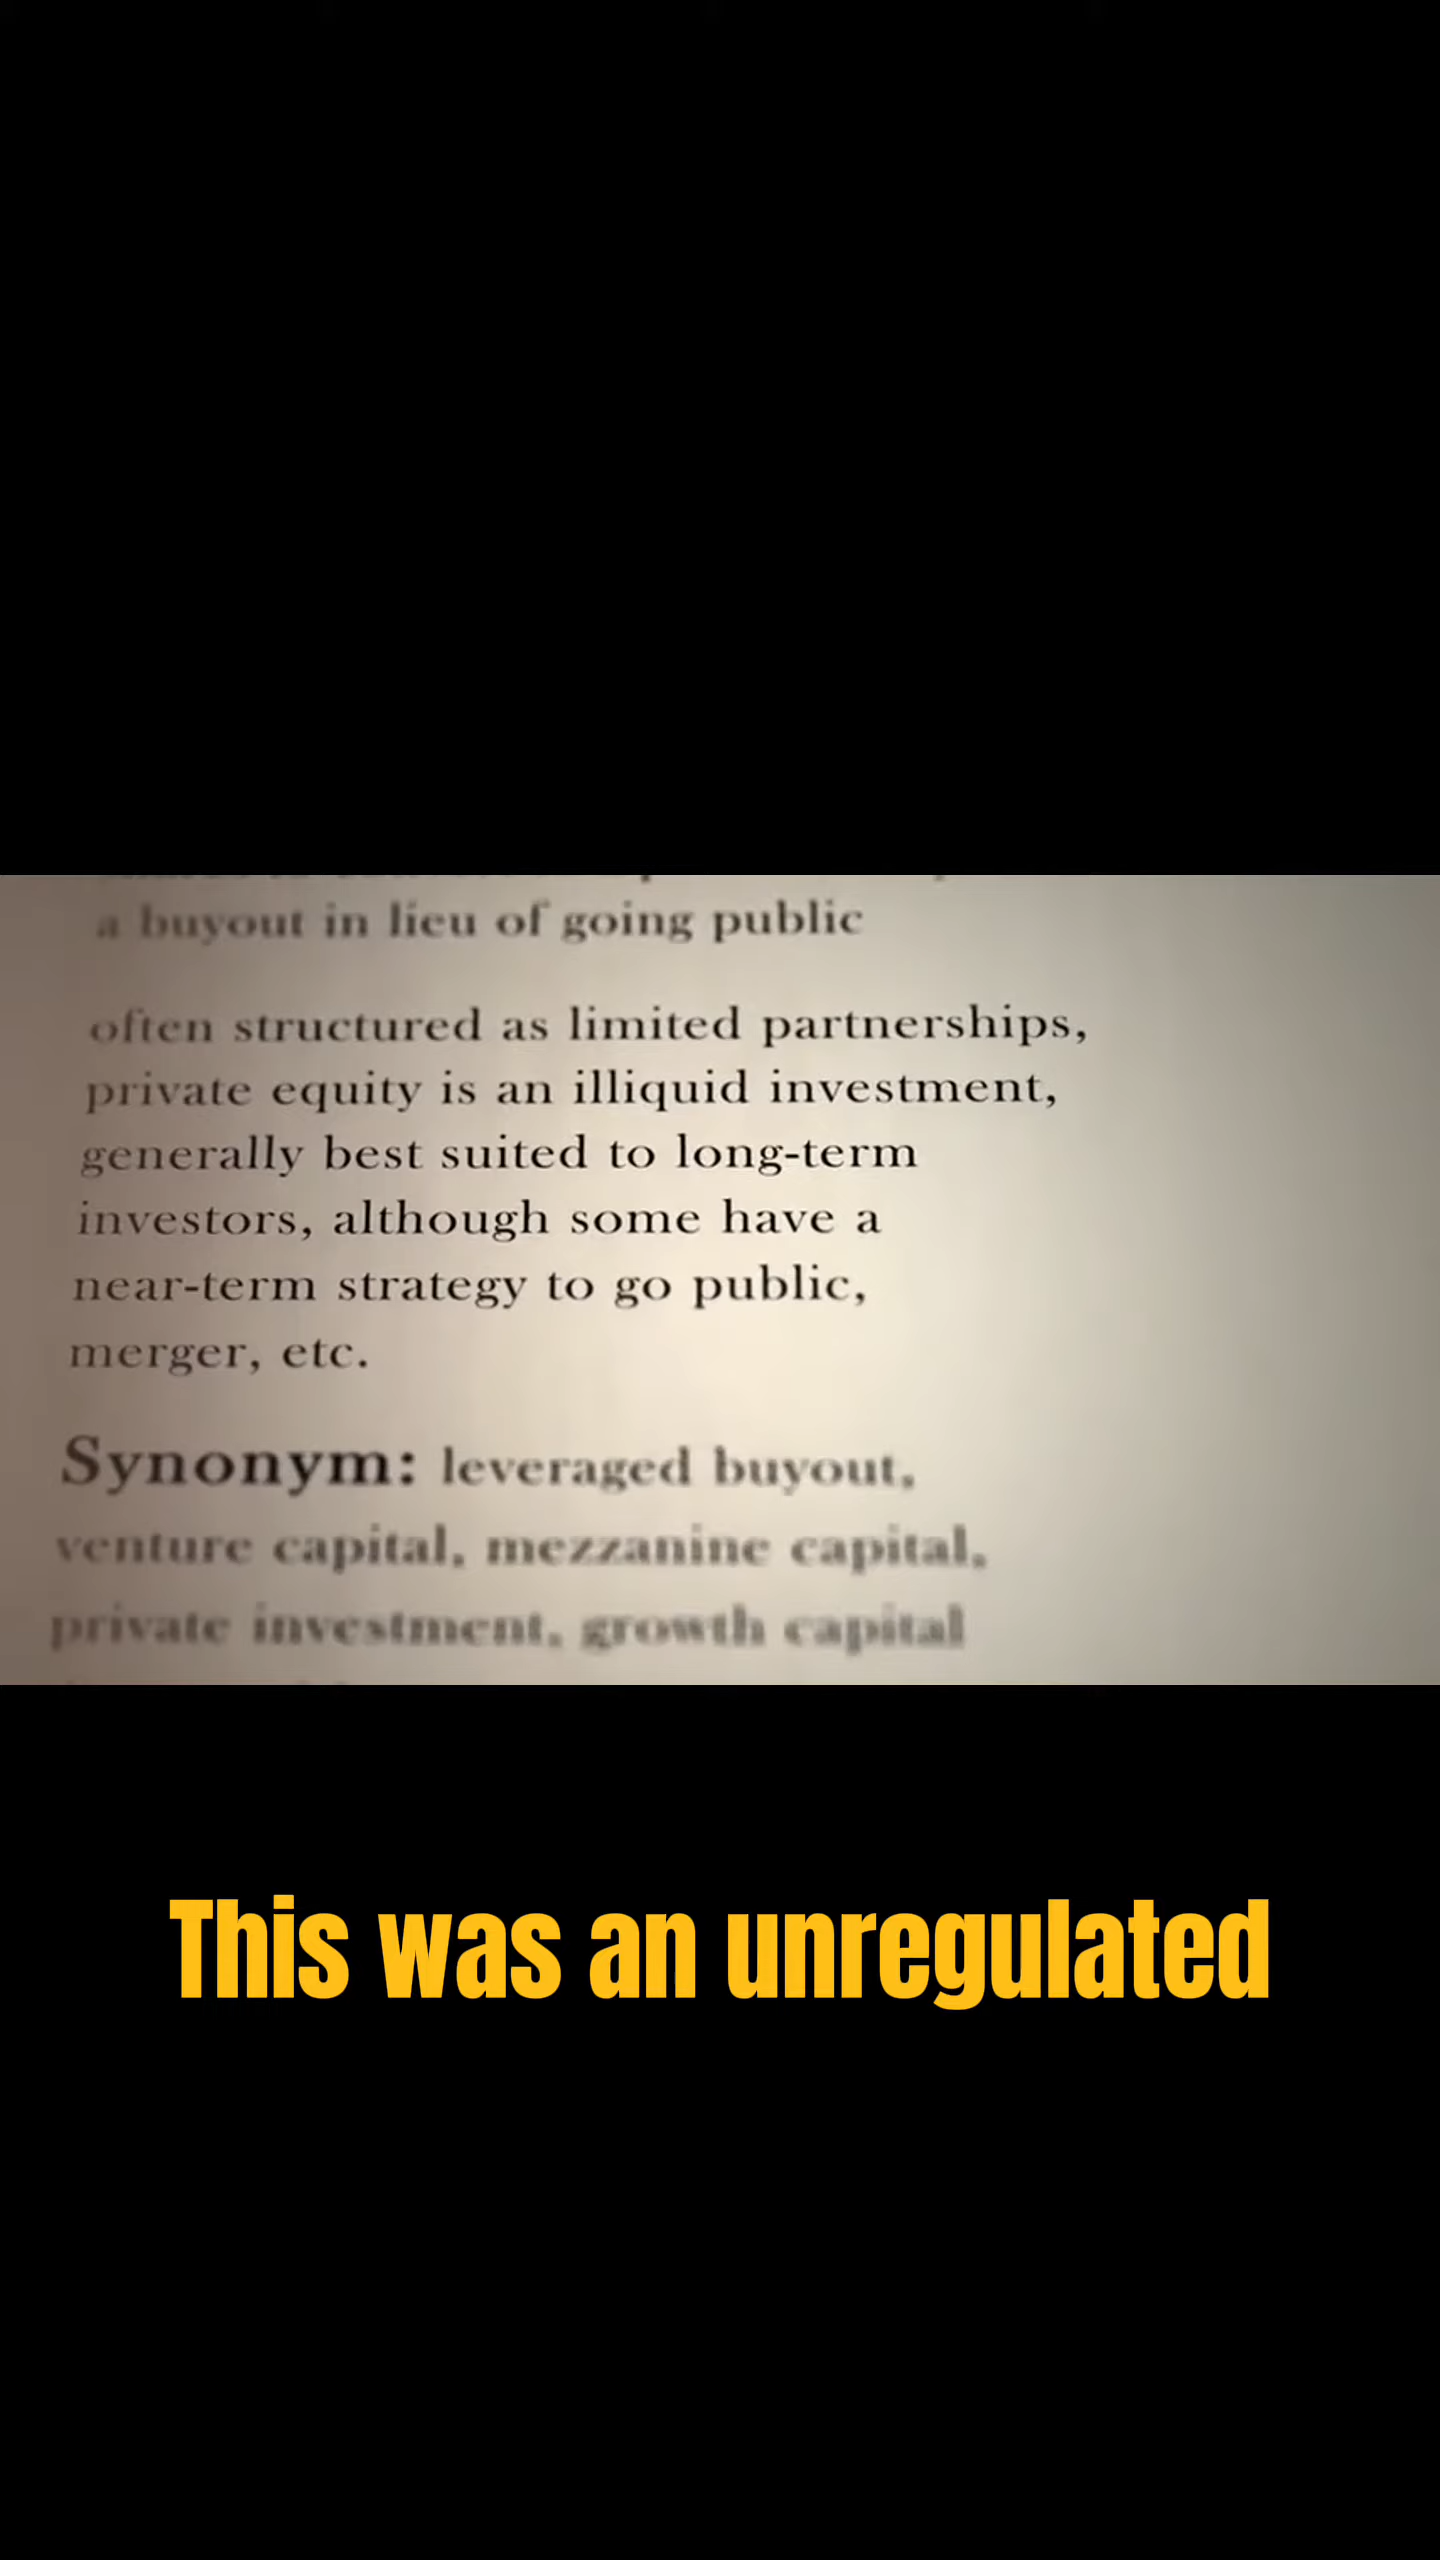 a buyout in lieu of going public
often structured as limited partnerships,
private equity is an illiquid investment,
generally best suited to long-term
investors, although some have a
near-term strategy to go public,
merger, etc.
Synonym: leveraged buyout,
venture capital, mezzanine capital,
private investment, growth capital
This was an unregulated